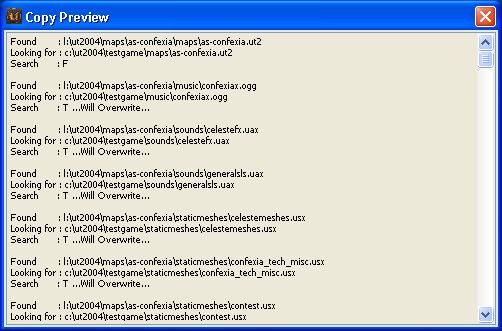 Copy Preview
Found : l:\ut2004\maps\as-confexia\maps\as-confexia.ut2
Looking for : c:\ut2004\testgame\maps\as-confexia.ut2
Search : F
Found : l:\ut2004\maps\as-confexia\music\confexiax.ogg
Looking for : c:\ut2004\testgame\music\confexiax.ogg
Search : T ...Will Overwrite...
Found : l:\ut2004\maps\as-confexia\sounds\celestefx.uax
Looking for : c:\ut2004\testgame\sounds\celestefx.uax
Search : T ...Will Overwrite...
Found : l:\ut2004\maps\as-confexia\sounds\generalsls.uax
Looking for : c:\ut2004\testgame\sounds\generalsls.uax
Search : T ...Will Overwrite...
Found : l:\ut2004\maps\as-confexia\staticmeshes\celestemeshes.usx
Looking for : c:\ut2004\testgame\staticmeshes\celestemeshes.usx
Search : T ...Will Overwrite...
Found : l:\ut2004\maps\as-confexia\staticmeshes\confexia_tech_misc.usx
Looking for : c:\ut2004\testgame\staticmeshes\confexia_tech_misc.usx
Search : T ...Will Overwrite...
Found : l:\ut2004\maps\as-confexia\staticmeshes\contest.usx
Looking for : c:\ut2004\testgame\staticmeshes\contest.usx